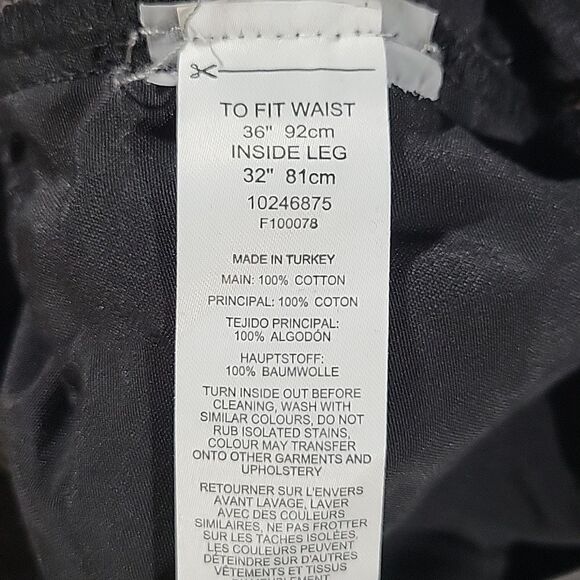 TO FIT WAIST
36" 92cm
INSIDE LEG
32" 81cm
10246875
F100078
MADE IN TURKEY
MAIN: 100% COTTON
PRINCIPAL: 100% COTON
TEJIDO PRINCIPAL:
100% ALGODÓN
HAUPTSTOFF:
100% BAUMWOLLE
TURN INSIDE OUT BEFORE
CLEANING, WASH WITH
SIMILAR COLOURS, DO NOT
RUB ISOLATED STAINS,
COLOUR MAY TRANSFER
ONTO OTHER GARMENTS AND
UPHOLSTERY
RETOURNER SUR L'ENVERS
AVANT LAVAGE, LAVER
AVEC DES COULEURS
SIMILAIRES, NE PAS FROTTER
SUR LES TACHES ISOLÉES,
LES COULEURS PEUVENT
DÉTEINDRE SUR D'AUTRES
VÊTEMENTS ET TISSUS